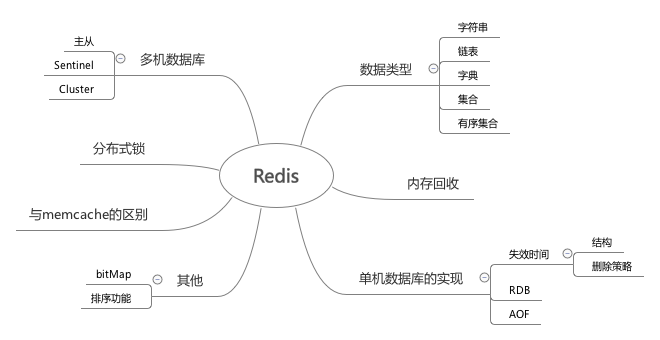 Redis
数据类型
字符串
链表
字典
集合
有序集合
内存回收
单机数据库的实现
失效时间
结构
删除策略
RDB
AOF
多机数据库
主从
Sentinel
Cluster
分布式锁
与memcache的区别
其他
bitMap
排序功能